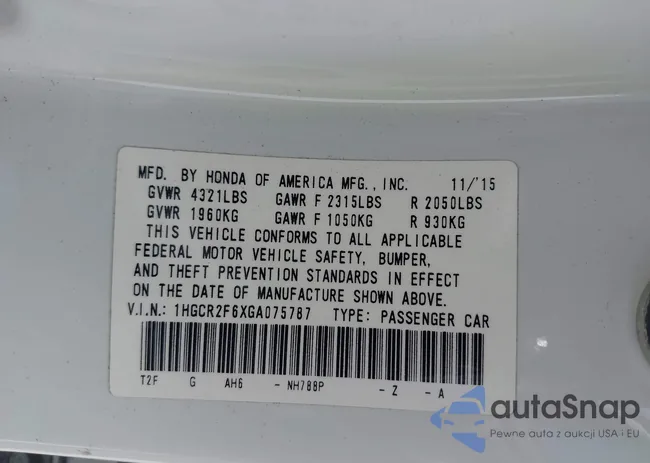 MFD. BY HONDA OF AMERICA MFG., INC. 11/'15
GVWR 4321LBS GAWR F 2315LBS R 2050LBS
GVWR 1960KG GAWR F 1050KG R 930KG
THIS VEHICLE CONFORMS TO ALL APPLICABLE
FEDERAL MOTOR VEHICLE SAFETY, BUMPER,
AND THEFT PREVENTION STANDARDS IN EFFECT
ON THE DATE OF MANUFACTURE SHOWN ABOVE.
V.I.N.: 1HGCR2F6XGA075787 TYPE: PASSENGER CAR
T2F G AH6 - NH788P - Z - A
autaSnap
Pewne auta z aukcji USA i EU